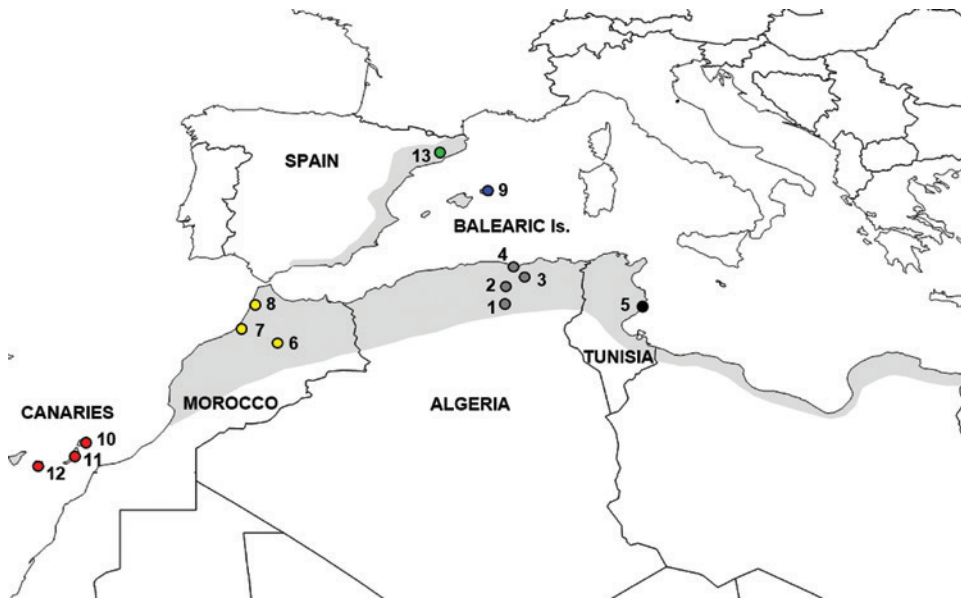 13
SPAIN
9
BALEARIC Is.
4
3
2
1
8
5
7
6
TUNISIA
MOROCCO
ALGERIA
CANARIES
10
11
12